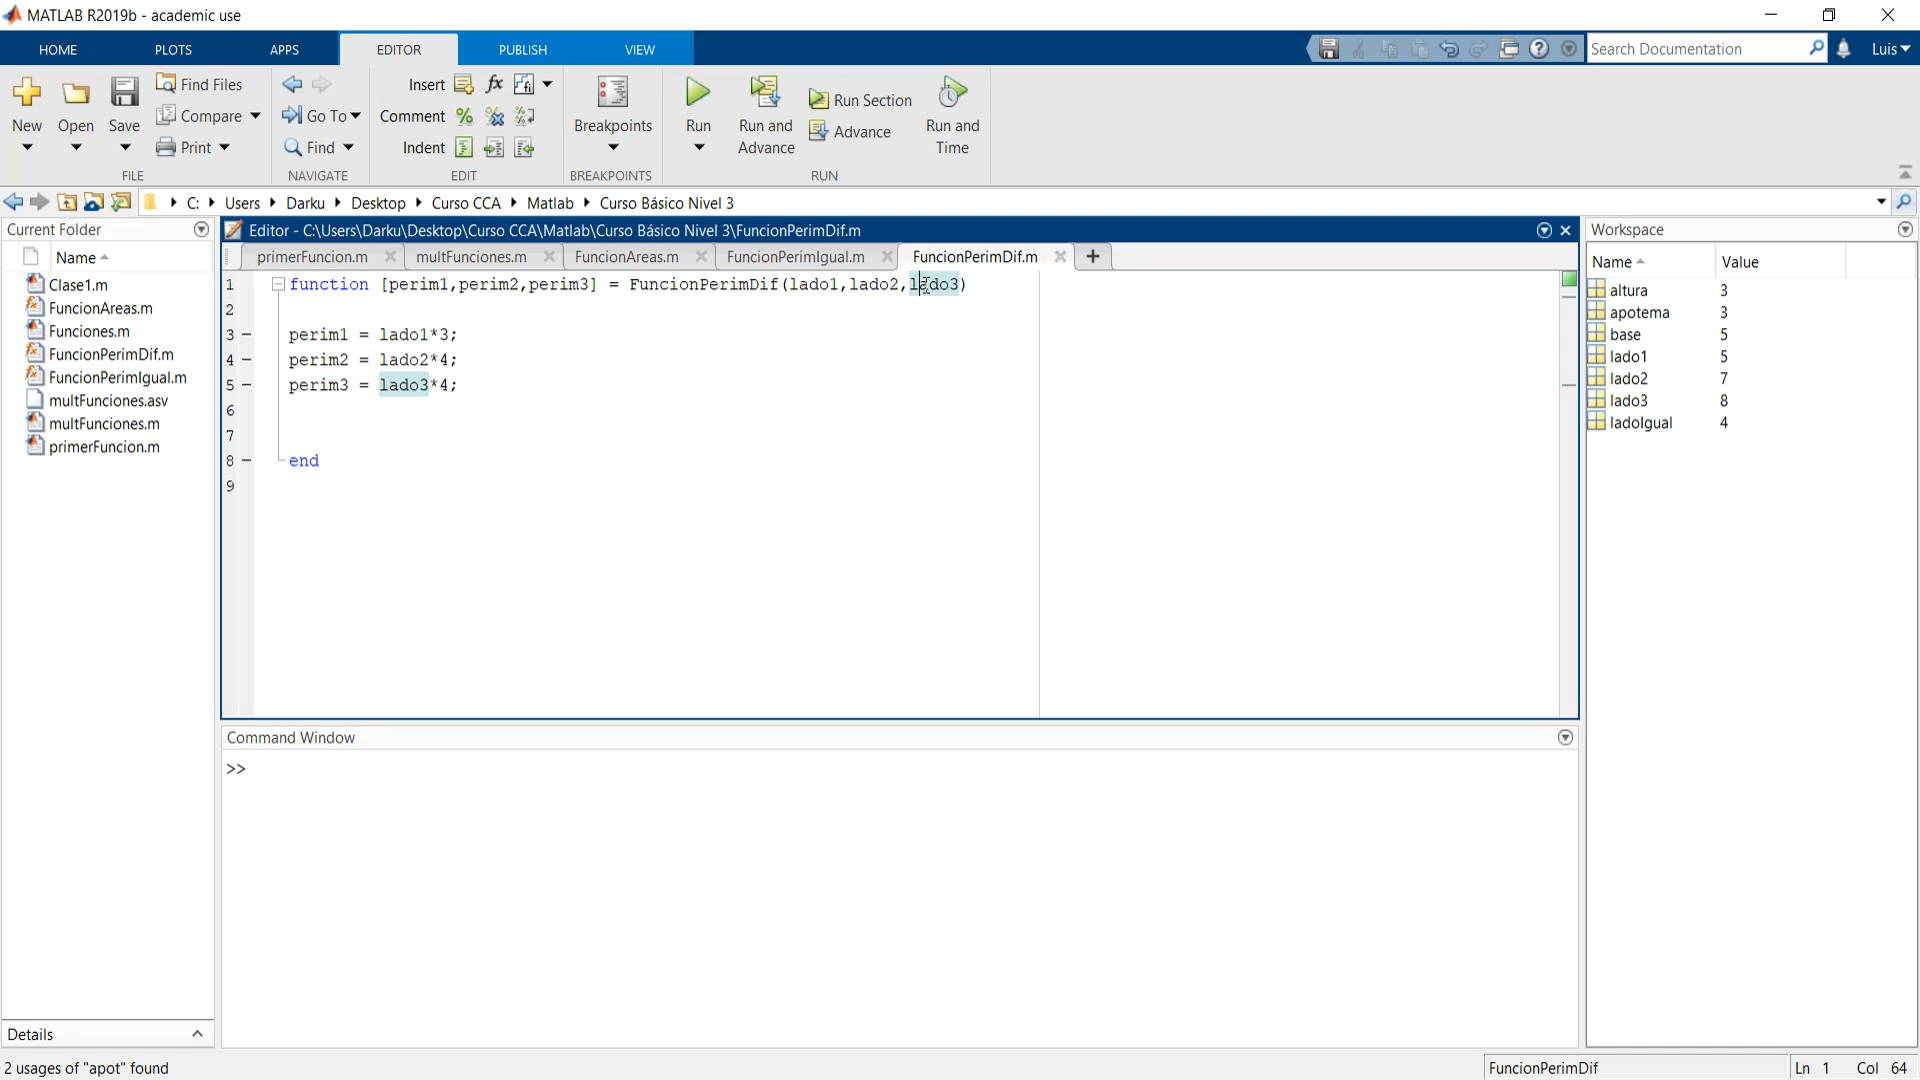 MATLAB R2019b - academic use
HOME PLOTS APPS EDITOR PUBLISH VIEW Search Documentation Luis
New Open Save Find Files Compare Print
Go To Find
Insert fx
Comment
Indent
Breakpoints
Run Run and Advance Run Section Advance Run and Time
FILE NAVIGATE EDIT BREAKPOINTS RUN
C: Users Darku Desktop Curso CCA Matlab Curso Básico Nivel 3
Current Folder
Name
Clase1.m
FuncionAreas.m
Funciones.m
FuncionPerimDif.m
FuncionPerimIgual.m
multFunciones.asv
multFunciones.m
primerFuncion.m
Details
Editor - C:\Users\Darku\Desktop\Curso CCA\Matlab\Curso Básico Nivel 3\FuncionPerimDif.m
primerFuncion.m multFunciones.m FuncionAreas.m FuncionPerimIgual.m FuncionPerimDif.m
1 function [perim1,perim2,perim3] = FuncionPerimDif(lado1,lado2,lado3)
2
3 perim1 = lado1*3;
4 perim2 = lado2*4;
5 perim3 = lado3*4;
6
7
8 end
9
Command Window
>>
Workspace
Name Value
altura 3
apotema 3
base 5
lado1 5
lado2 7
lado3 8
ladoIgual 4
2 usages of "apot" found
FuncionPerimDif Ln 1 Col 64